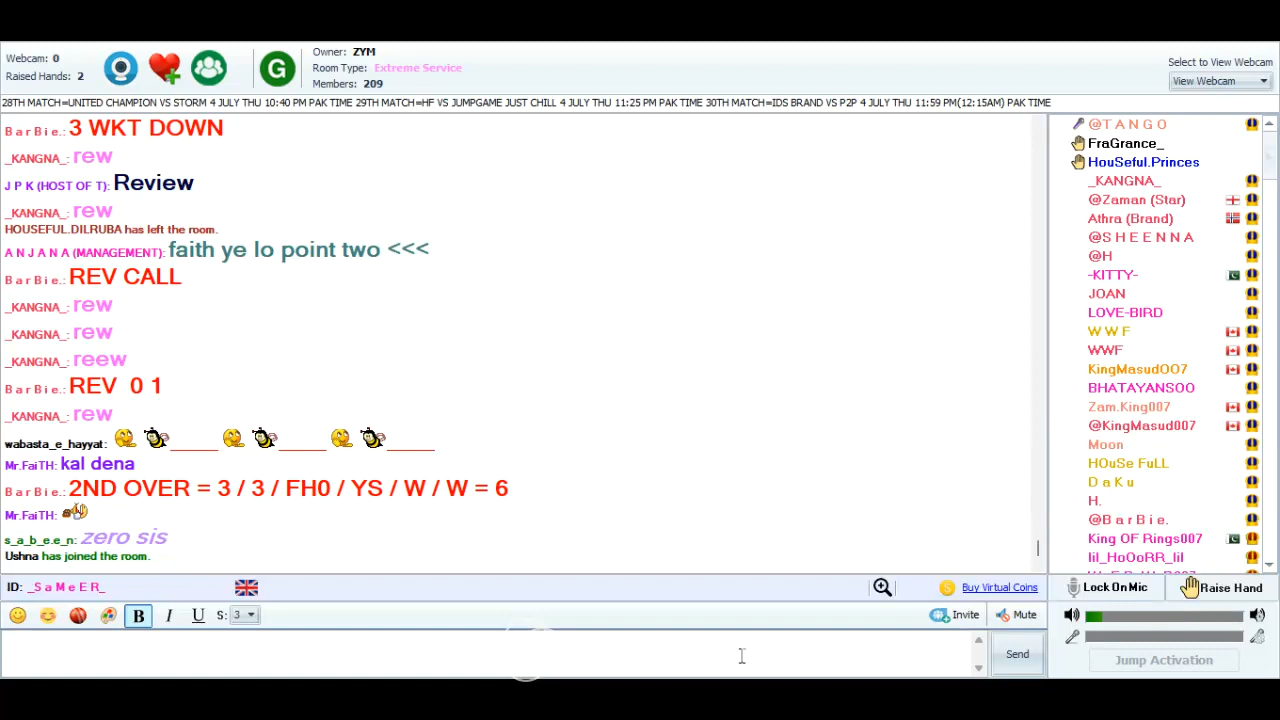 Webcam: 0
Raised Hands: 2
G
Owner: ZYM
Room Type: Extreme Service
Members: 209
Select to View Webcam
View Webcam
28TH MATCH=UNITED CHAMPION VS STORM 4 JULY THU 10:40 PM PAK TIME 29TH MATCH=HF VS JUMPGAME JUST CHILL 4 JULY THU 11:25 PM PAK TIME 30TH MATCH=IDS BRAND VS P2P 4 JULY THU 11:59 PM(12:15AM) PAK TIME
B a r B i e.: 3 WKT DOWN
_KANGNA_: rew
J P K (HOST OF T): Review
_KANGNA_: rew
HOUSEFUL.DILRUBA has left the room.
A N J A N A (MANAGEMENT): faith ye lo point two <<<
B a r B i e.: REV CALL
_KANGNA_: rew
_KANGNA_: rew
_KANGNA_: reew
B a r B i e.: REV 0 1
_KANGNA_: rew
wabasta_e_hayyat: ______ ______ ______
Mr.FaiTH: kal dena
B a r B i e.: 2ND OVER = 3 / 3 / FH0 / YS / W / W = 6
Mr.FaiTH:
s_a_b_e.e_n: zero sis
Ushna has joined the room.
@T A N G O
FraGrance_
HouSeful.Princes
_KANGNA_
@Zaman (Star)
Athra (Brand)
@S H E E N N A
@H
-KITTY-
JOAN
LOVE-BIRD
W W F
WWF
KingMasudOO7
BHATAYANSOO
Zam.King007
@KingMasud007
Moon
HOuSe FuLL
D a K u
H.
@B a r B i e.
King OF Rings007
lil_HoOoRR_lil
ID: _S a M e E R_
Buy Virtual Coins
Lock On Mic
Raise Hand
B
I
U
S: 3
Invite
Mute
Send
Jump Activation